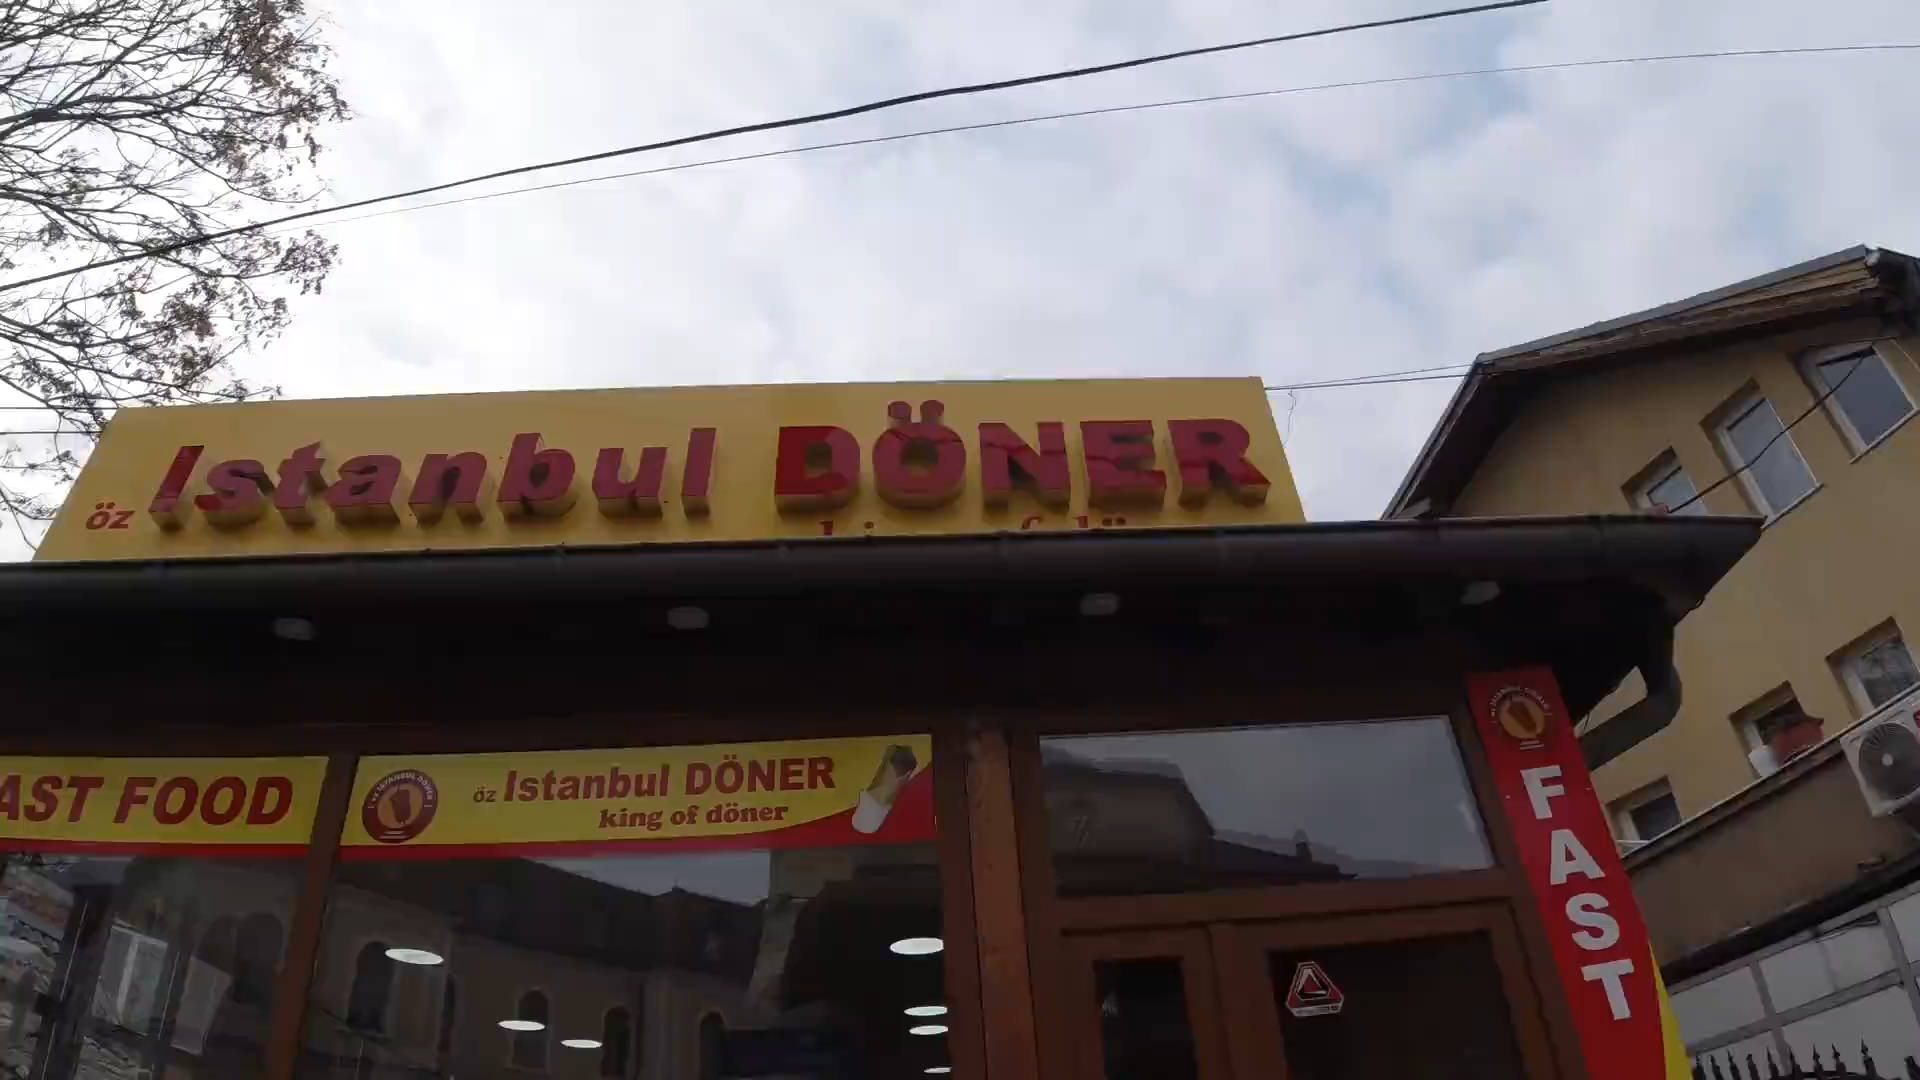 öz Istanbul DÖNER
AST FOOD
öz Istanbul DÖNER
king of döner
FAST